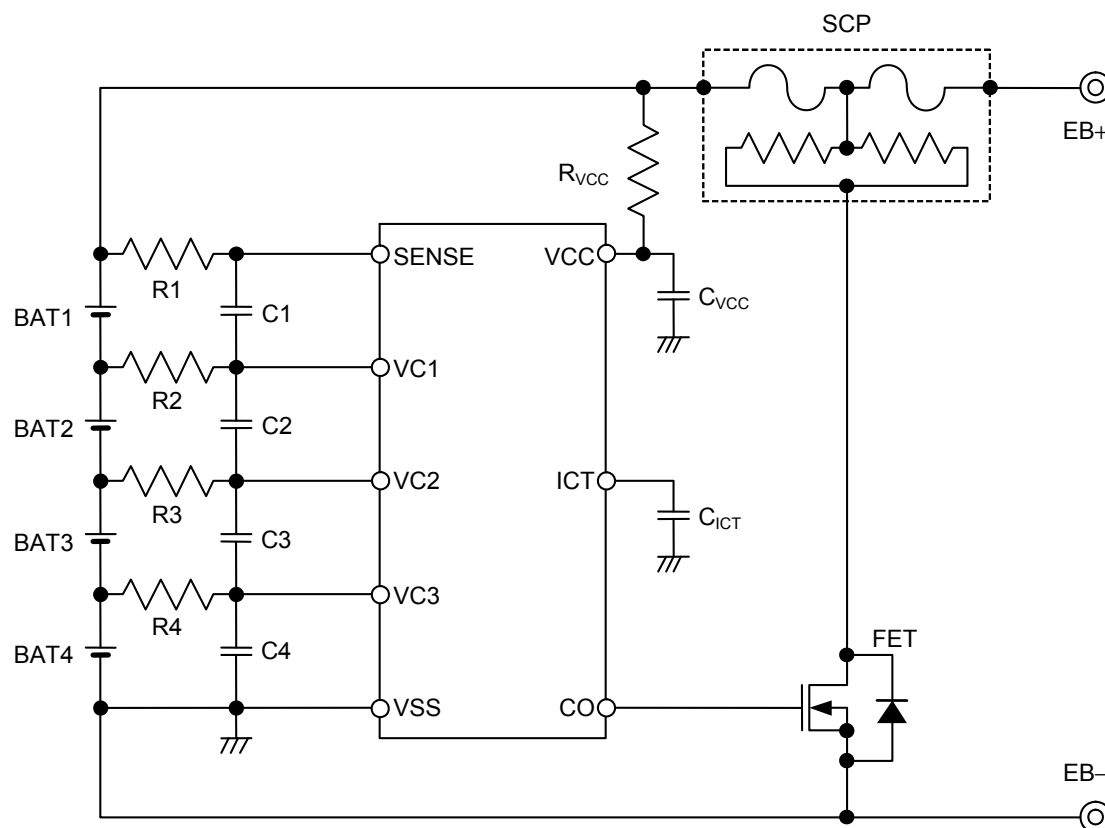 SCP
EB+
RVCC
SENSE
VCC
R1
BAT1
C1
CVCC
VC1
R2
BAT2
C2
VC2
ICT
R3
CICT
BAT3
C3
VC3
R4
BAT4
C4
FET
VSS
CO
EB−